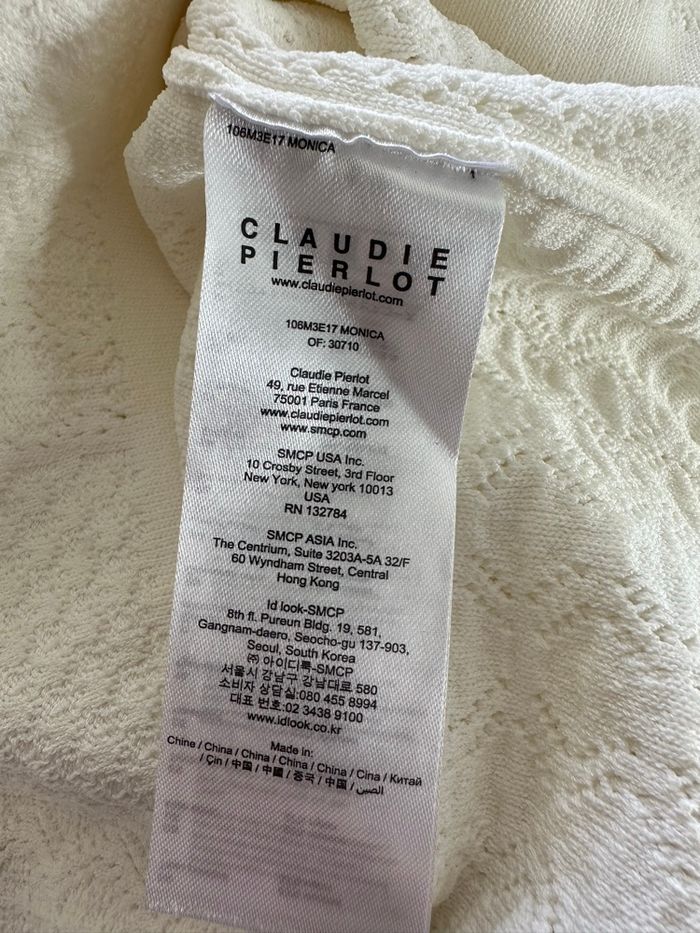 106M3E17 MONICA
1
CLAUDIE
PIERLOT
www.claudiepierlot.com
106M3E17 MONICA
OF: 30710
Claudie Pierlot
49, rue Etienne Marcel
75001 Paris France
www.claudiepierlot.com
www.smcp.com
SMCP USA Inc.
10 Crosby Street, 3rd Floor
New York, New york 10013
USA
RN 132784
SMCP ASIA Inc.
The Centrium, Suite 3203A-5A 32/F
60 Wyndham Street, Central
Hong Kong
Id look-SMCP
8th fl. Pureun Bldg. 19, 581,
Gangnam-daero, Seocho-gu 137-903,
Seoul, South Korea
㈜ 아이디룩-SMCP
서울시 강남구 강남대로 580
소비자 상담실:080 455 8994
대표 번호:02 3438 9100
www.idlook.co.kr
Made in:
Chine / China / China / China / China / Cina / Китай
/ Çin / 中国 / 中國 / 중국 / 中国 / الصين